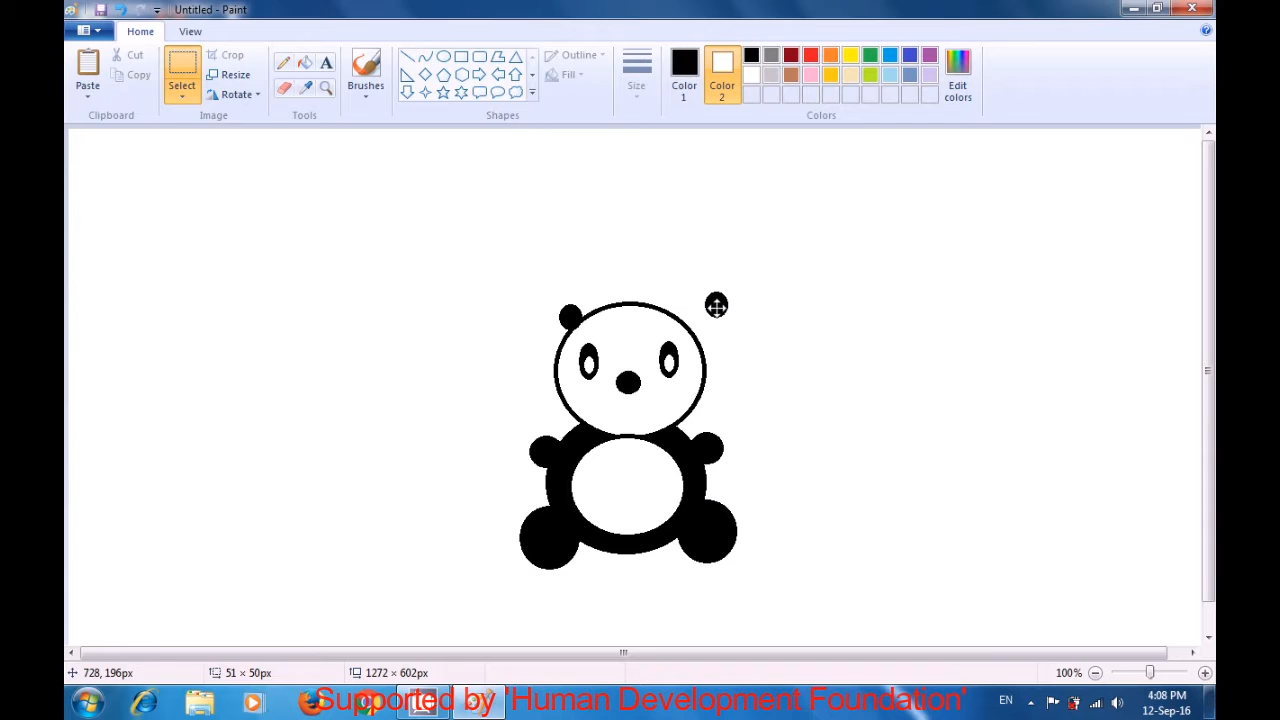 Untitled - Paint
Home View
Paste
Cut
Copy
Clipboard
Select
Crop
Resize
Rotate
Image
A
Tools
Brushes
Outline
Fill
Shapes
Size
Color 1
Color 2
Edit colors
Colors
728, 196px
51 × 50px
1272 × 602px
100%
Supported by 'Human Development Foundation'
EN
4:08 PM
12-Sep-16